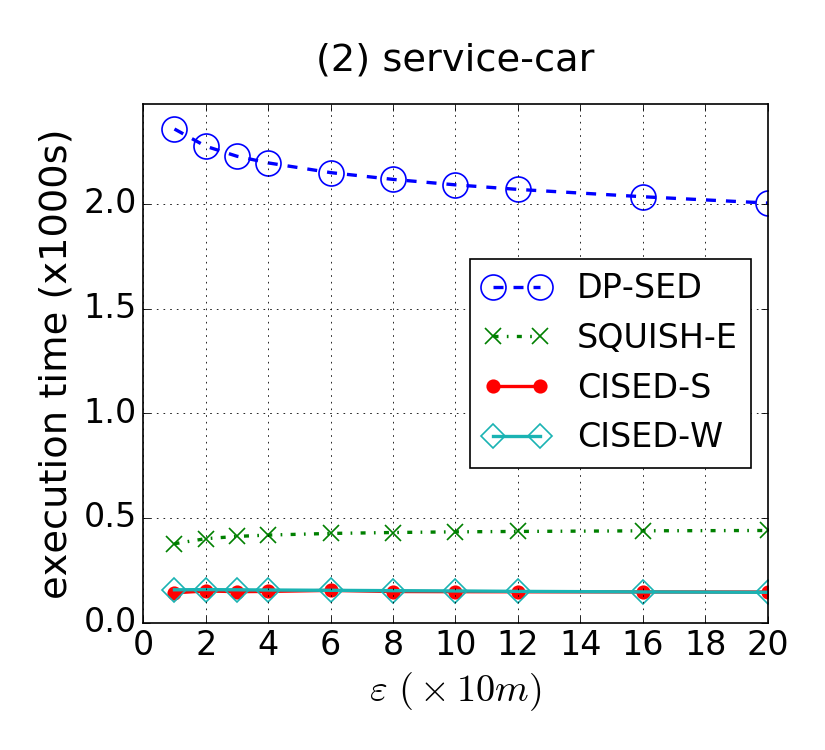 (2) service-car
execution time (x1000s)
2.0
1.5
1.0
0.5
0.0
DP-SED
SQUISH-E
CISED-S
CISED-W
0 2 4 6 8 10 12 14 16 18 20
ε (×10m)